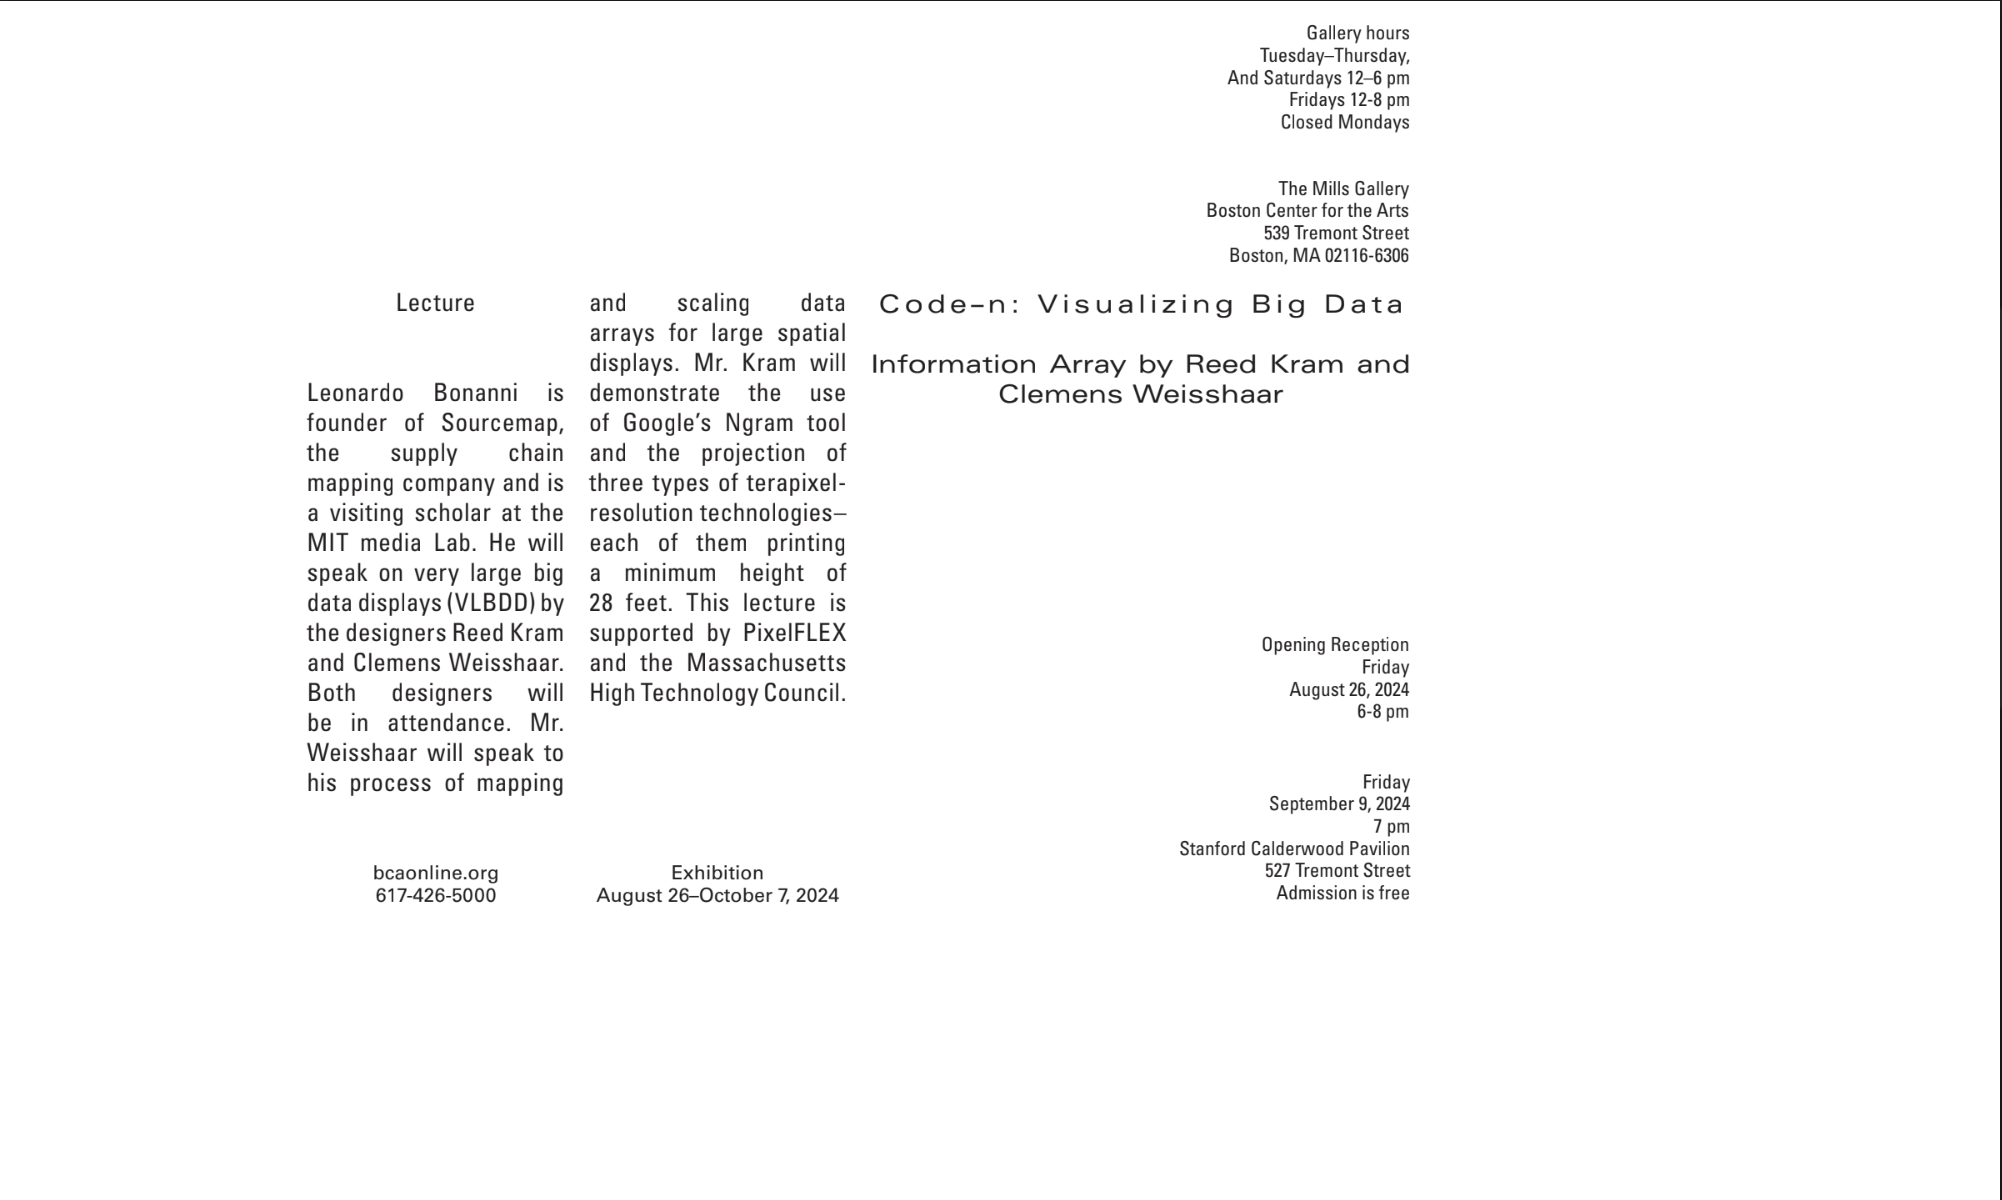 Gallery hours
Tuesday–Thursday,
And Saturdays 12–6 pm
Fridays 12-8 pm
Closed Mondays
The Mills Gallery
Boston Center for the Arts
539 Tremont Street
Boston, MA 02116-6306
Lecture
Leonardo Bonanni is
founder of Sourcemap,
the supply chain
mapping company and is
a visiting scholar at the
MIT media Lab. He will
speak on very large big
data displays (VLBDD) by
the designers Reed Kram
and Clemens Weisshaar.
Both designers will
be in attendance. Mr.
Weisshaar will speak to
his process of mapping
and scaling data
arrays for large spatial
displays. Mr. Kram will
demonstrate the use
of Google’s Ngram tool
and the projection of
three types of terapixel-
resolution technologies–
each of them printing
a minimum height of
28 feet. This lecture is
supported by PixelFLEX
and the Massachusetts
High Technology Council.
Code–n: Visualizing Big Data
Information Array by Reed Kram and
Clemens Weisshaar
Opening Reception
Friday
August 26, 2024
6-8 pm
Friday
September 9, 2024
7 pm
Stanford Calderwood Pavilion
527 Tremont Street
Admission is free
bcaonline.org
617-426-5000
Exhibition
August 26–October 7, 2024